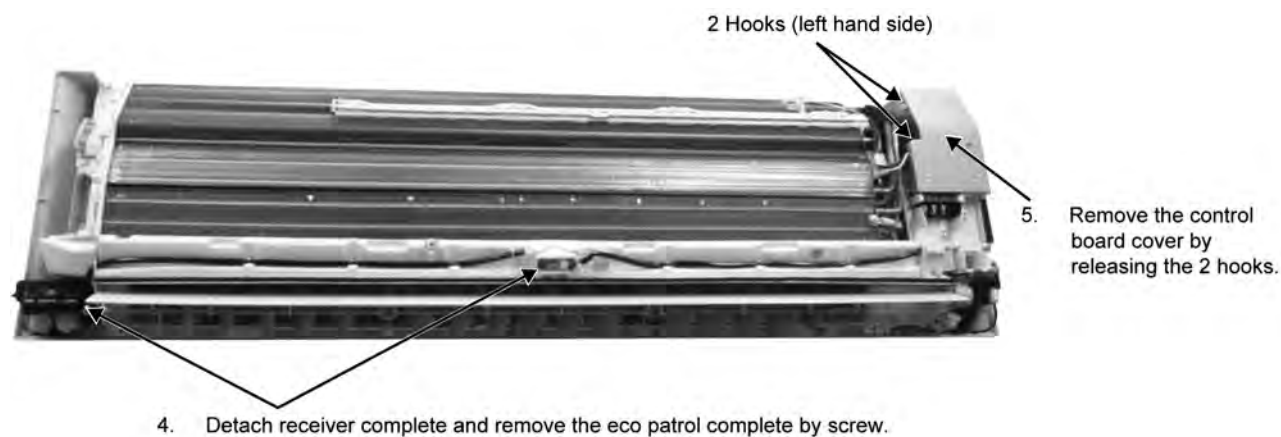 2 Hooks (left hand side)
5. Remove the control
board cover by
releasing the 2 hooks.
4. Detach receiver complete and remove the eco patrol complete by screw.